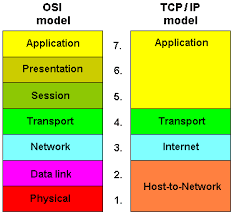 OSI TCP / IP
model model
Application 7. Application
Presentation 6.
Session 5.
Transport 4. Transport
Network 3. Internet
Data link 2.
Host-to-Network
Physical 1.